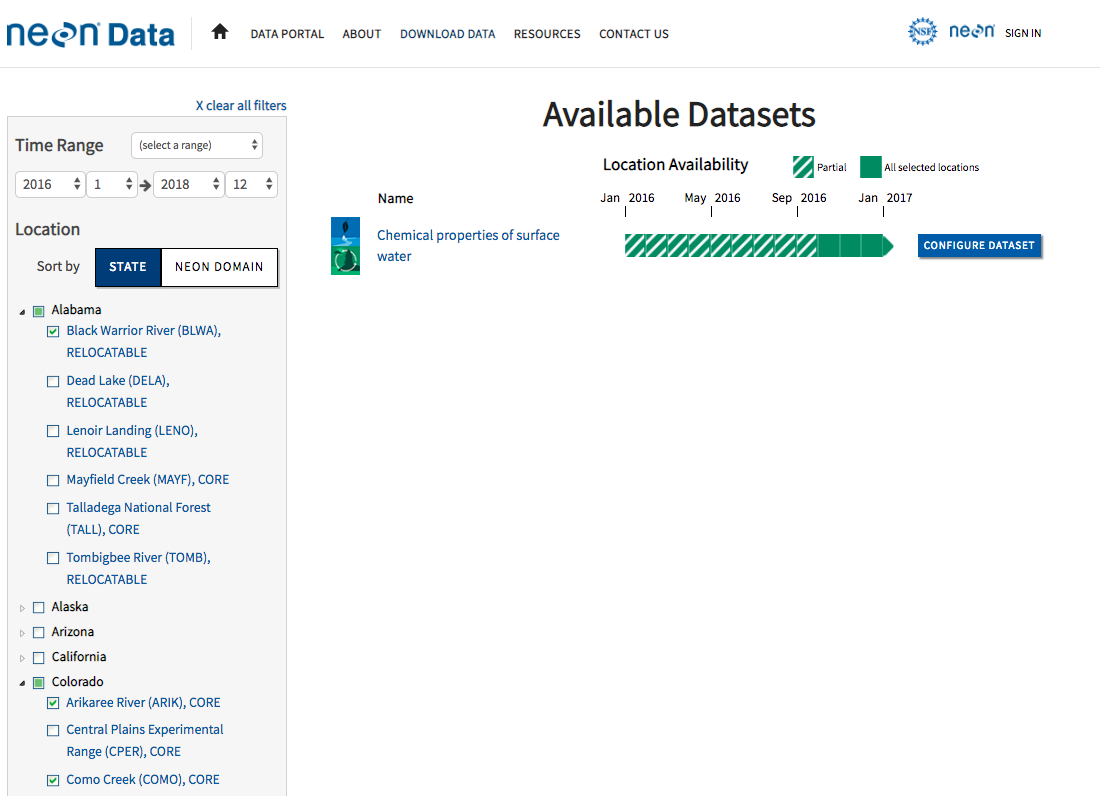 neon Data
DATA PORTAL ABOUT DOWNLOAD DATA RESOURCES CONTACT US
NSF neon SIGN IN
X clear all filters
Time Range (select a range)
2016 1 2018 12
Location
Sort by STATE NEON DOMAIN
Alabama
Black Warrior River (BLWA),
RELOCATABLE
Dead Lake (DELA),
RELOCATABLE
Lenoir Landing (LENO),
RELOCATABLE
Mayfield Creek (MAYF), CORE
Talladega National Forest
(TALL), CORE
Tombigbee River (TOMB),
RELOCATABLE
Alaska
Arizona
California
Colorado
Arikaree River (ARIK), CORE
Central Plains Experimental
Range (CPER), CORE
Como Creek (COMO), CORE
Available Datasets
Location Availability Partial All selected locations
Name Jan 2016 May 2016 Sep 2016 Jan 2017
Chemical properties of surface
water
CONFIGURE DATASET